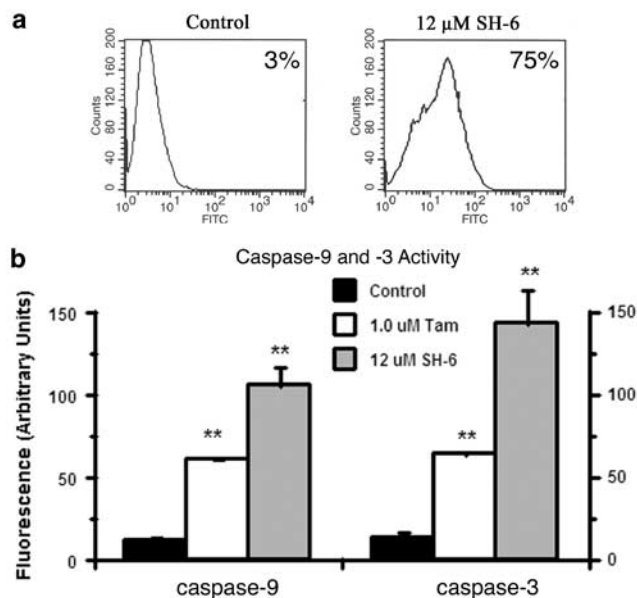 a
Control
12 μM SH-6
200
160
120
80
40
0
Counts
3%
10⁰ 10¹ 10² 10³ 10⁴
FITC
200
160
120
80
40
0
Counts
75%
10⁰ 10¹ 10² 10³ 10⁴
FITC
b
Caspase-9 and -3 Activity
Fluorescence (Arbitrary Units)
150
100
50
0
Control
1.0 uM Tam
12 uM SH-6
**
**
**
**
150
100
50
0
caspase-9
caspase-3